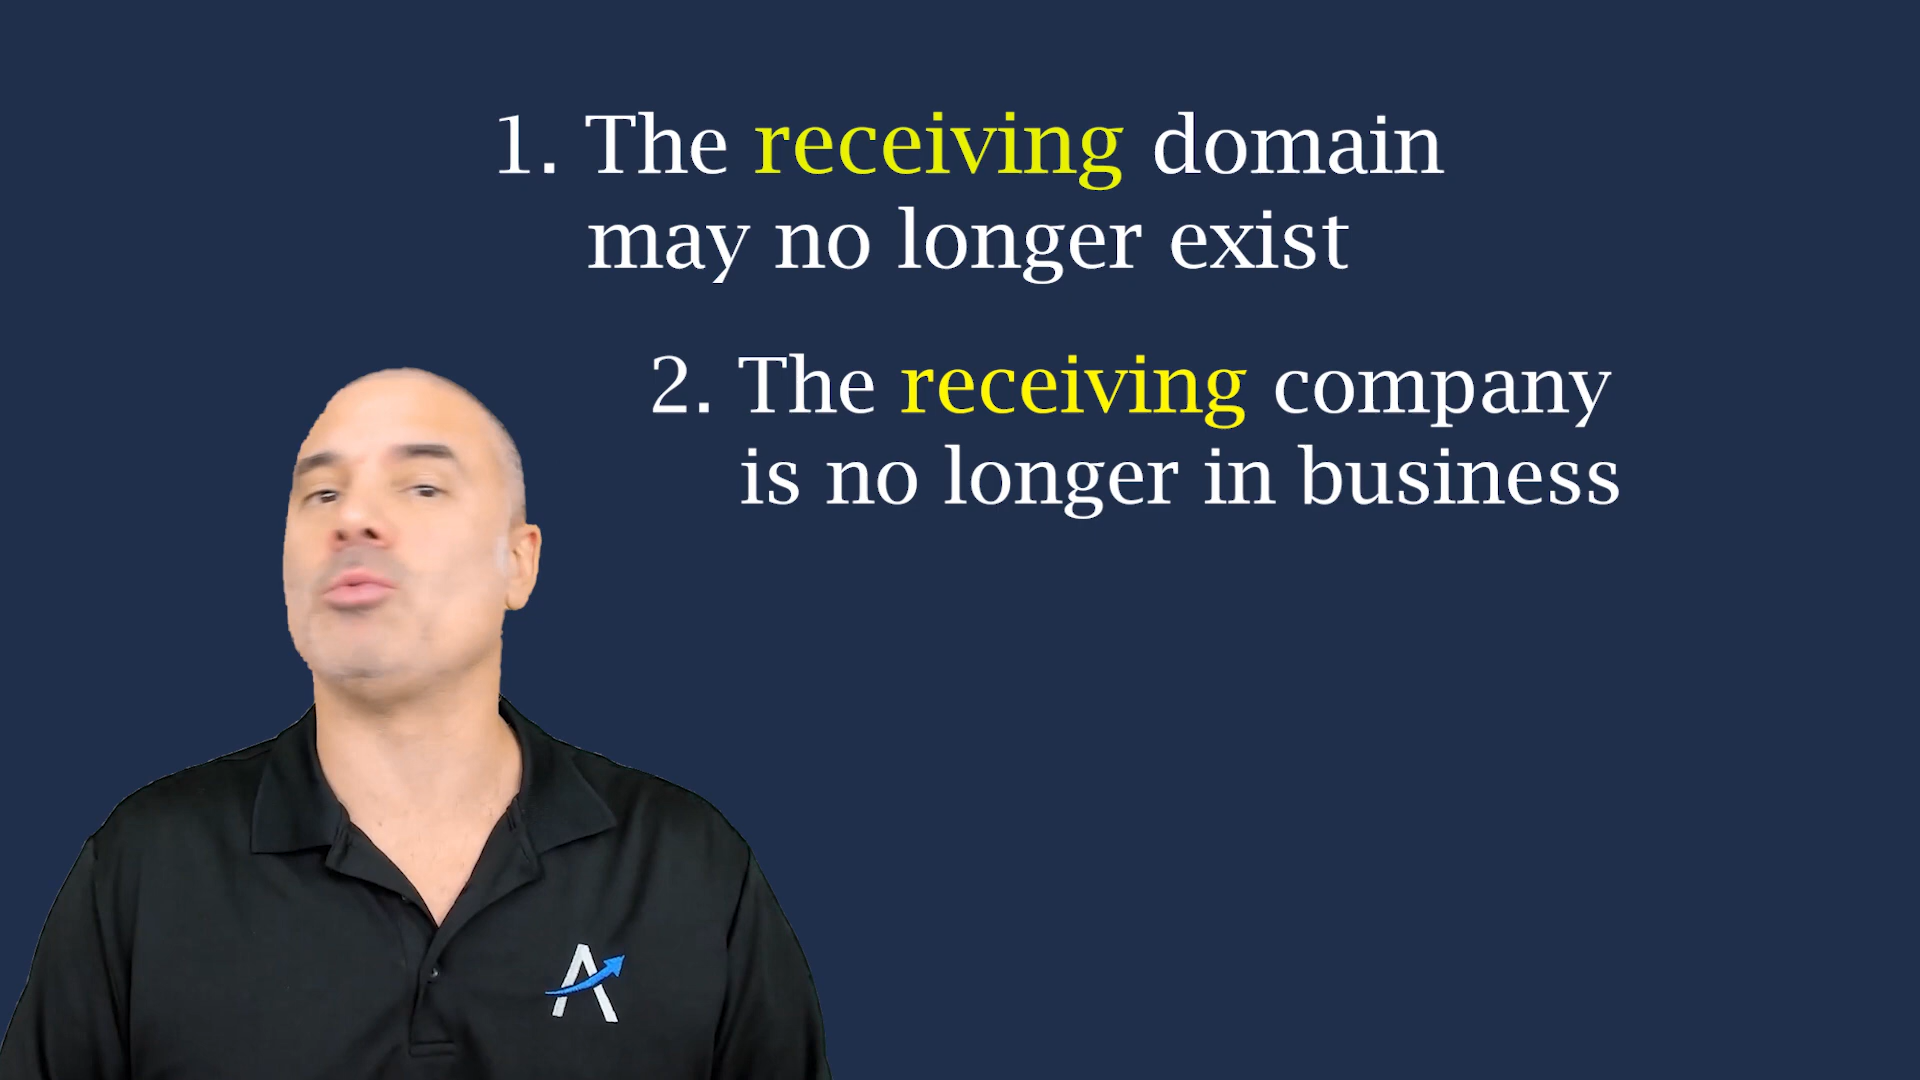 1. The receiving domain
may no longer exist
2. The receiving company
is no longer in business
A